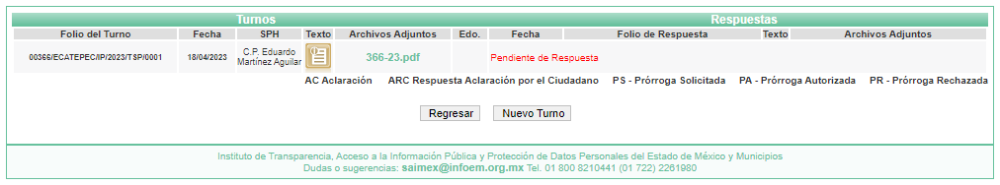 Turnos Respuestas
Folio del Turno Fecha SPH Texto Archivos Adjuntos Edo. Fecha Folio de Respuesta Texto Archivos Adjuntos
00366/ECATEPEC/IP/2023/TSP/0001 18/04/2023 C.P. Eduardo Martínez Aguilar 366-23.pdf Pendiente de Respuesta
AC Aclaración ARC Respuesta Aclaración por el Ciudadano PS - Prórroga Solicitada PA - Prórroga Autorizada PR - Prórroga Rechazada
Regresar Nuevo Turno
Instituto de Transparencia, Acceso a la Información Pública y Protección de Datos Personales del Estado de México y Municipios
Dudas o sugerencias: saimex@infoem.org.mx Tel. 01 800 8210441 (01 722) 2261980